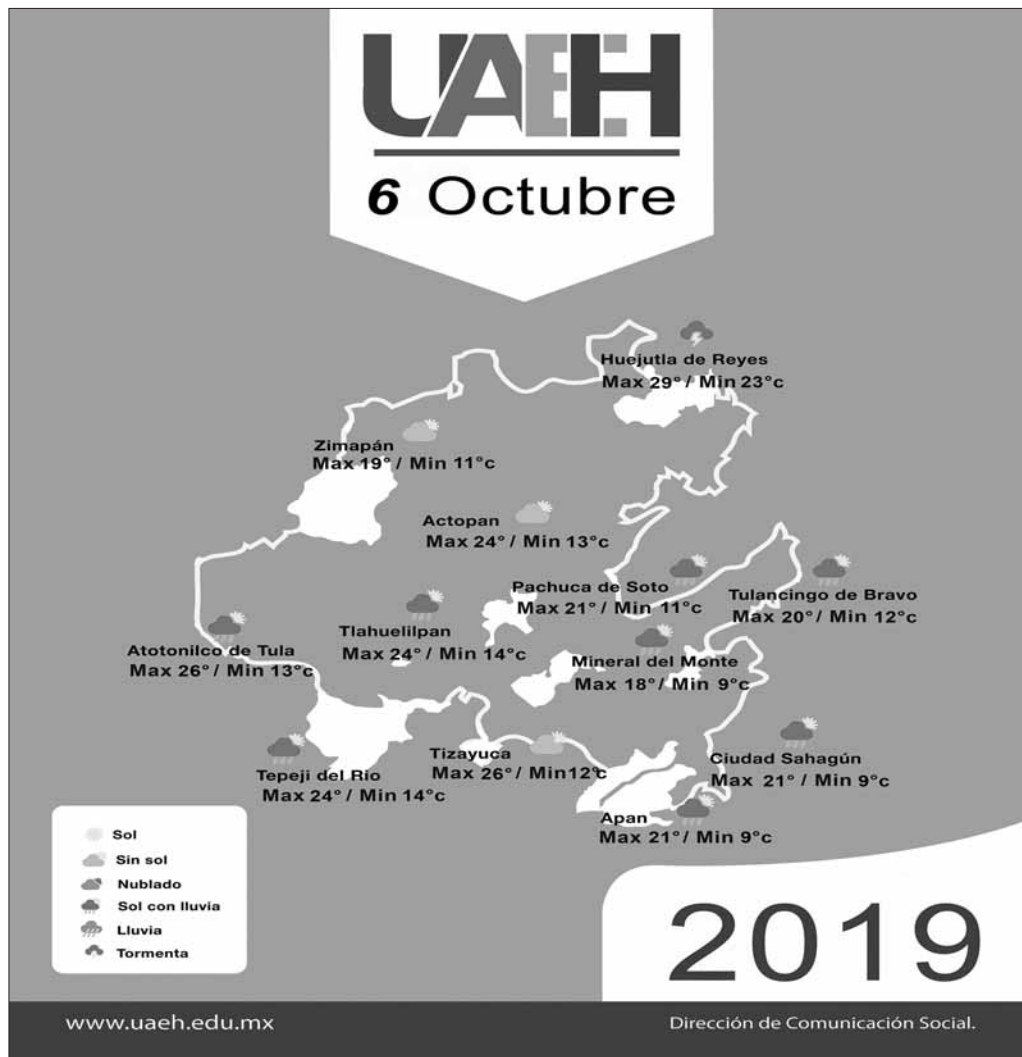 UAEH
6 Octubre
Huejutla de Reyes
Max 29° / Min 23°c
Zimapán
Max 19° / Min 11°c
Actopan
Max 24° / Min 13°c
Pachuca de Soto
Max 21° / Min 11°c
Tulancingo de Bravo
Max 20° / Min 12°c
Tlahuelilpan
Max 24° / Min 14°c
Atotonilco de Tula
Max 26° / Min 13°c
Mineral del Monte
Max 18° / Min 9°c
Tizayuca
Max 26° / Min12°c
Ciudad Sahagún
Max 21° / Min 9°c
Tepeji del Río
Max 24° / Min 14°c
Apan
Max 21° / Min 9°c
Sol
Sin sol
Nublado
Sol con lluvia
Lluvia
Tormenta
2019
www.uaeh.edu.mx
Dirección de Comunicación Social.